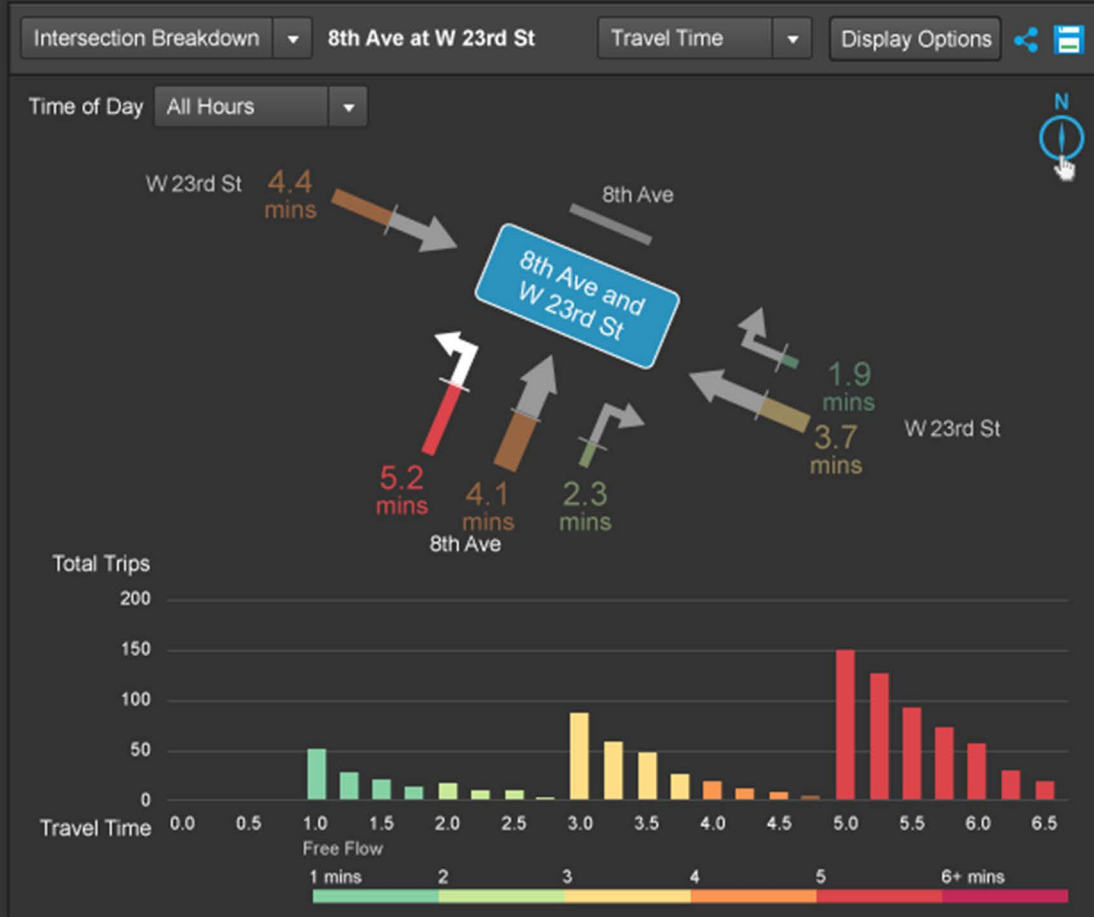 Intersection Breakdown
8th Ave at W 23rd St
Travel Time
Display Options
Time of Day
All Hours
N
W 23rd St
4.4
mins
8th Ave
8th Ave and
W 23rd St
1.9
mins
3.7
mins
W 23rd St
5.2
mins
4.1
mins
2.3
mins
8th Ave
Total Trips
200
150
100
50
0
Travel Time 0.0 0.5 1.0 1.5 2.0 2.5 3.0 3.5 4.0 4.5 5.0 5.5 6.0 6.5
Free Flow
1 mins 2 3 4 5 6+ mins